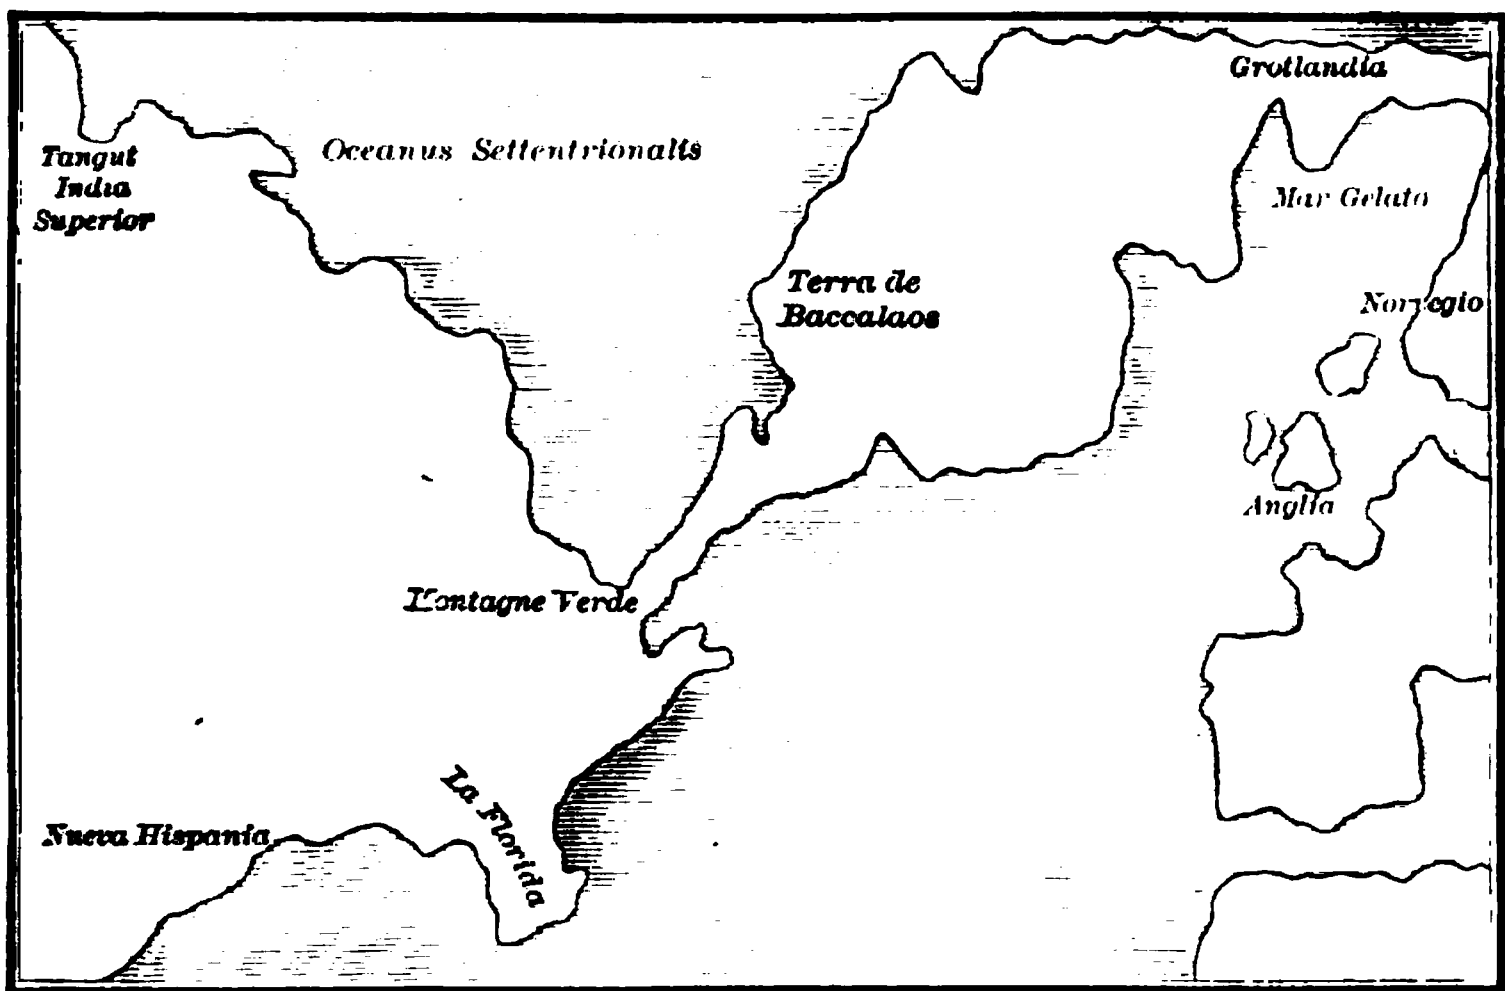 Grotlandia
Oceanus Settentrionalis
Tangut
India
Superior
Mar Gelato
Terra de
Baccalaos
Norvegio
Anglia
Montagne Verde
La Florida
Nueva Hispania